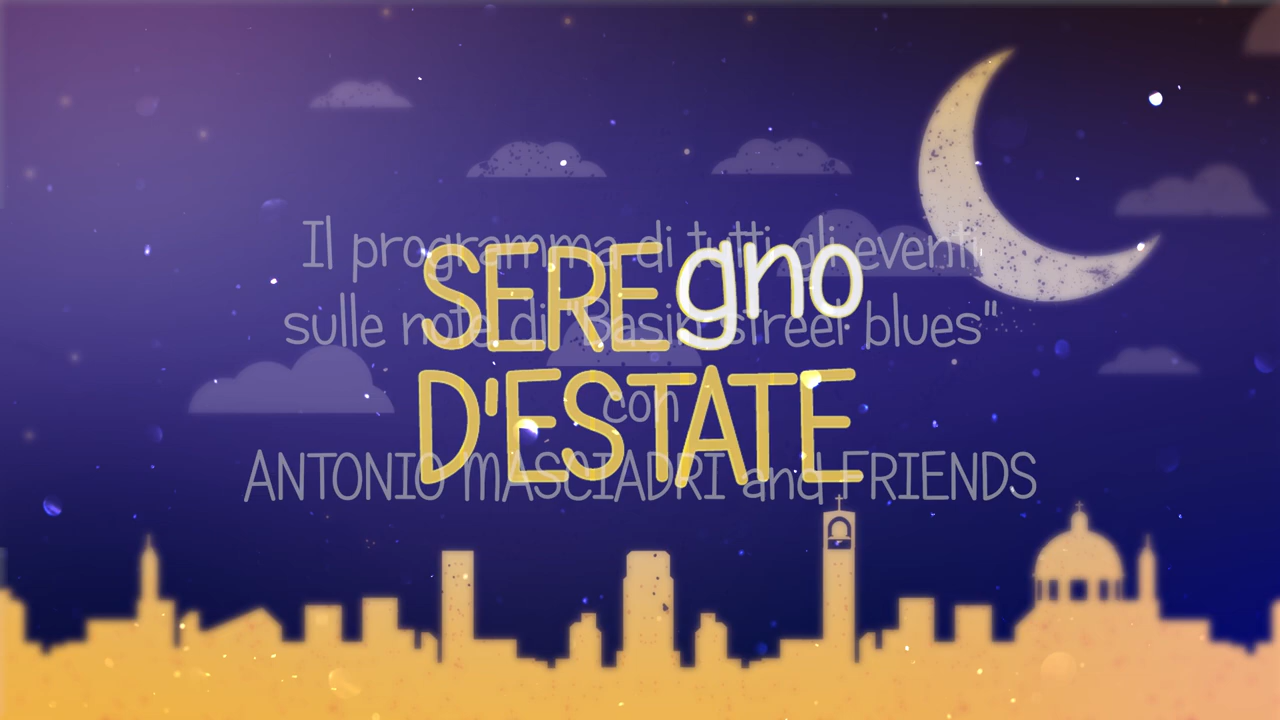 Il programma di tutti gli eventi
SEREgno
sulle note di "Basin street blues"
D'ESTATE
con
ANTONIO MASCIADRI and FRIENDS